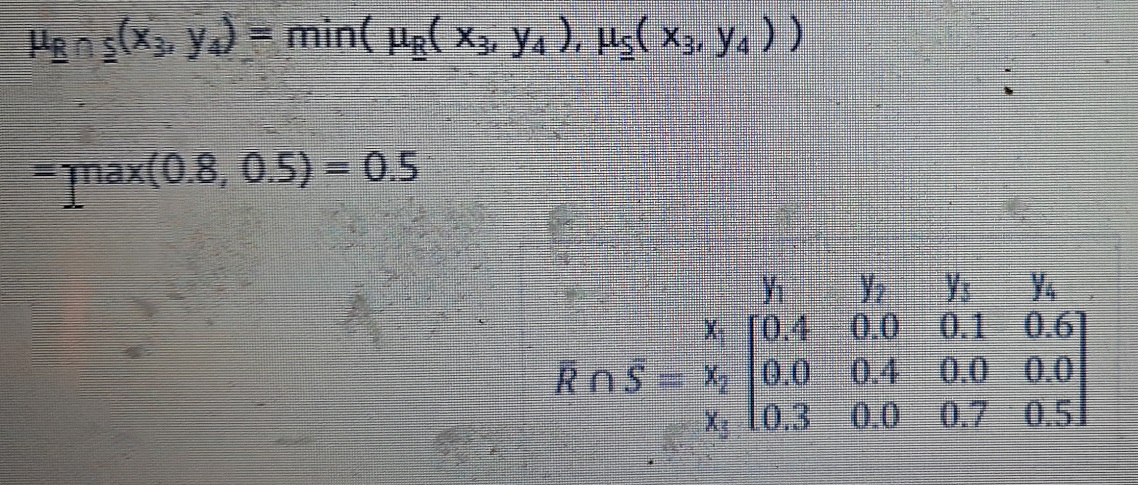 μR ∩ S(x₃, y₄) = min( μR( x₃, y₄ ), μS( x₃, y₄ ) )
=max(0.8, 0.5) = 0.5
y₁ y₂ y₃ y₄
x₁ [0.4 0.0 0.1 0.6]
R̄ ∩ S̄ = x₂ [0.0 0.4 0.0 0.0]
x₃ [0.3 0.0 0.7 0.5]